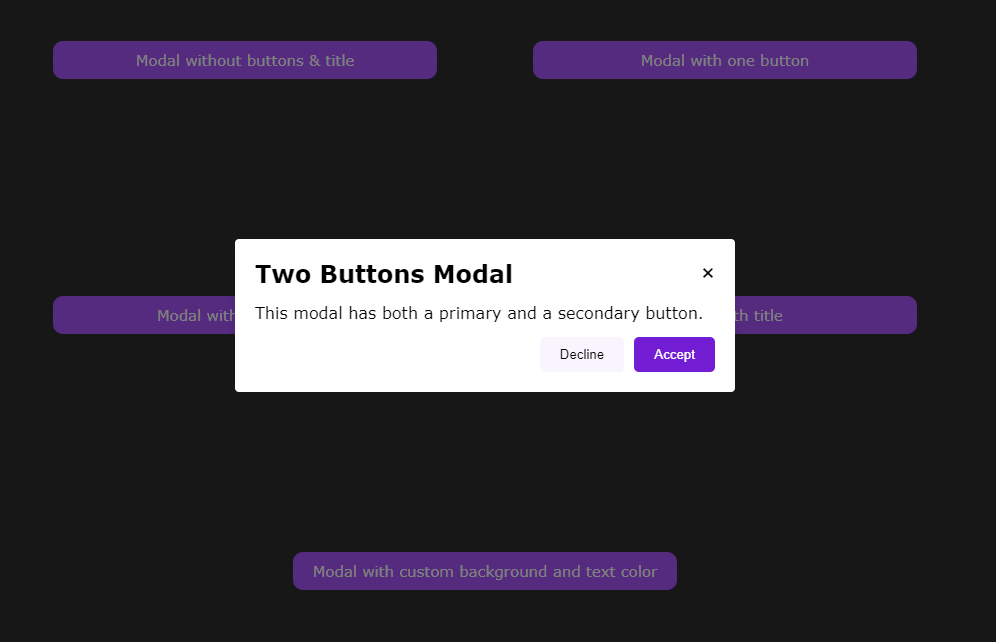 Modal without buttons & title
Modal with one button
Two Buttons Modal
×
This modal has both a primary and a secondary button.
Modal with
title
Decline
Accept
Modal with custom background and text color